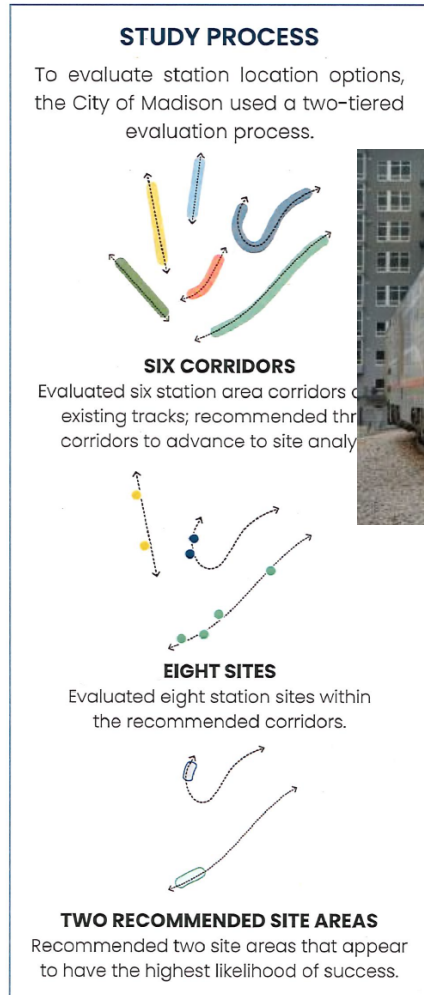 STUDY PROCESS
To evaluate station location options,
the City of Madison used a two-tiered
evaluation process.
SIX CORRIDORS
Evaluated six station area corridors
existing tracks; recommended
corridors to advance to site
EIGHT SITES
Evaluated eight station sites within
the recommended corridors.
TWO RECOMMENDED SITE AREAS
Recommended two site areas that appear
to have the highest likelihood of success.